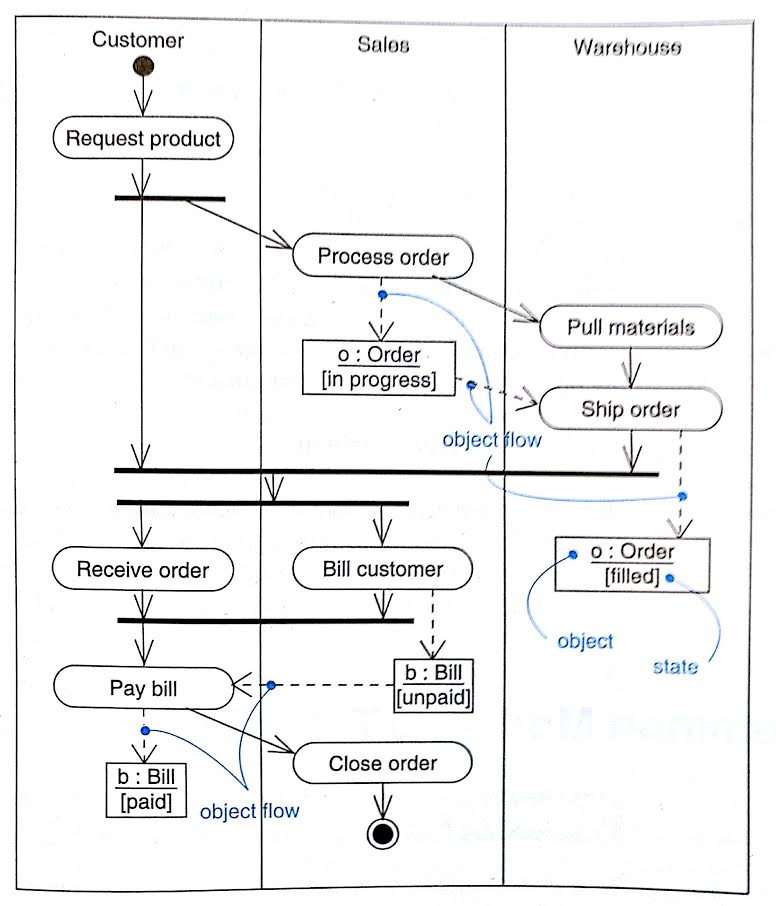 Customer
Sales
Warehouse
Request product
Process order
Pull materials
o : Order
[in progress]
Ship order
object flow
Receive order
Bill customer
o : Order
[filled]
object
state
Pay bill
b : Bill
[unpaid]
Close order
b : Bill
[paid]
object flow